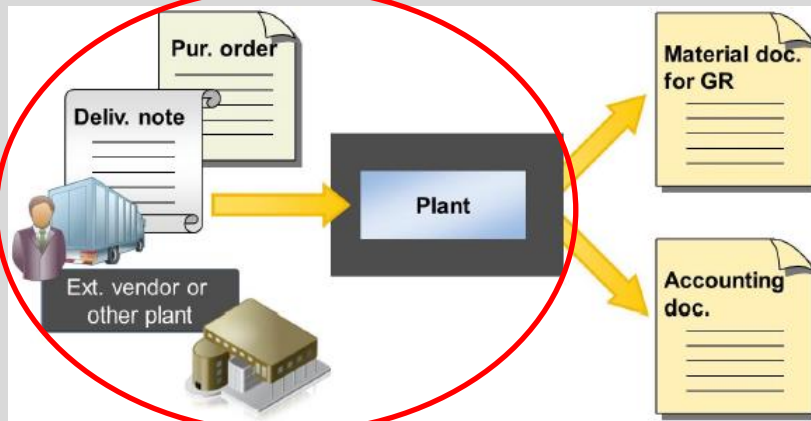 Pur. order
Deliv. note
Ext. vendor or
other plant
Plant
Material doc.
for GR
Accounting
doc.